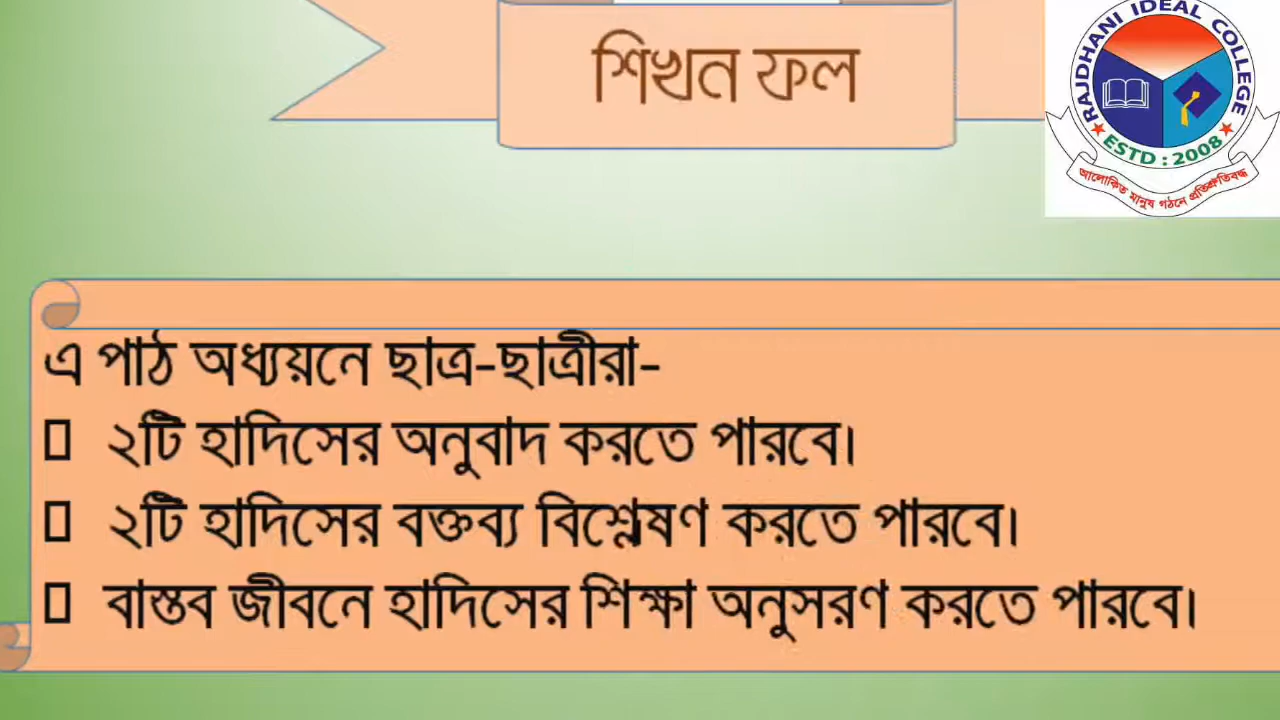 শিখন ফল
RAJDHANI IDEAL COLLEGE
ESTD : 2008
আলোকিত মানুষ গঠনে প্রতিশ্রুতিবদ্ধ
এ পাঠ অধ্যয়নে ছাত্র-ছাত্রীরা-
২টি হাদিসের অনুবাদ করতে পারবে।
২টি হাদিসের বক্তব্য বিশ্লেষণ করতে পারবে।
বাস্তব জীবনে হাদিসের শিক্ষা অনুসরণ করতে পারবে।